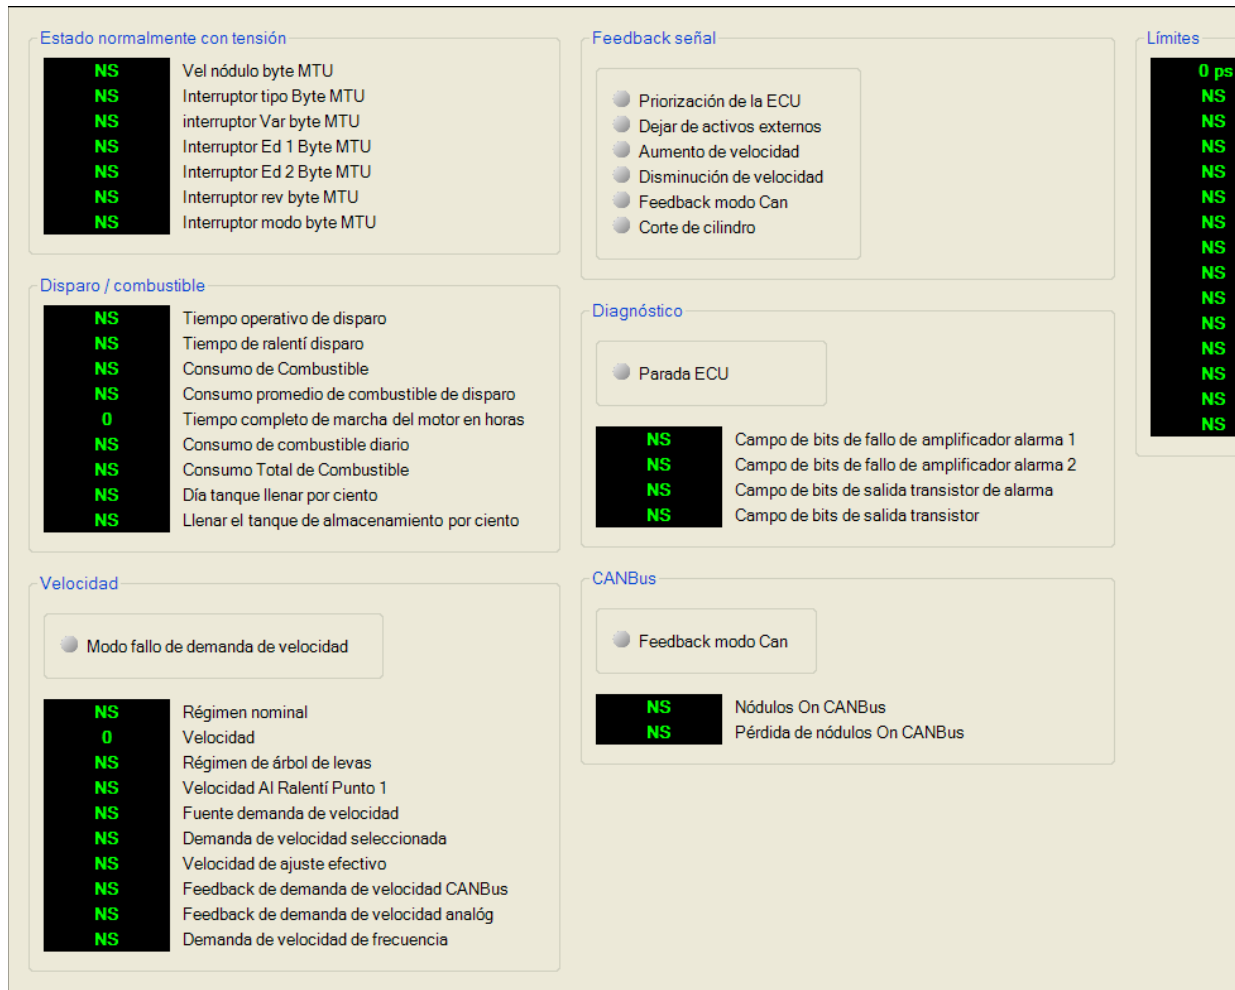 Estado normalmente con tensión
NS Vel nódulo byte MTU
NS Interruptor tipo Byte MTU
NS interruptor Var byte MTU
NS Interruptor Ed 1 Byte MTU
NS Interruptor Ed 2 Byte MTU
NS Interruptor rev byte MTU
NS Interruptor modo byte MTU
Disparo / combustible
NS Tiempo operativo de disparo
NS Tiempo de ralentí disparo
NS Consumo de Combustible
NS Consumo promedio de combustible de disparo
0 Tiempo completo de marcha del motor en horas
NS Consumo de combustible diario
NS Consumo Total de Combustible
NS Día tanque llenar por ciento
NS Llenar el tanque de almacenamiento por ciento
Velocidad
Modo fallo de demanda de velocidad
NS Régimen nominal
0 Velocidad
NS Régimen de árbol de levas
NS Velocidad Al Ralentí Punto 1
NS Fuente demanda de velocidad
NS Demanda de velocidad seleccionada
NS Velocidad de ajuste efectivo
NS Feedback de demanda de velocidad CANBus
NS Feedback de demanda de velocidad analóg
NS Demanda de velocidad de frecuencia
Feedback señal
Priorización de la ECU
Dejar de activos externos
Aumento de velocidad
Disminución de velocidad
Feedback modo Can
Corte de cilindro
Diagnóstico
Parada ECU
NS Campo de bits de fallo de amplificador alarma 1
NS Campo de bits de fallo de amplificador alarma 2
NS Campo de bits de salida transistor de alarma
NS Campo de bits de salida transistor
CANBus
Feedback modo Can
NS Nódulos On CANBus
NS Pérdida de nódulos On CANBus
Límites
0 ps
NS
NS
NS
NS
NS
NS
NS
NS
NS
NS
NS
NS
NS
NS